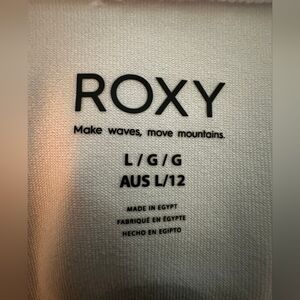 ROXY
Make waves, move mountains.
L / G / G
AUS L/12
MADE IN EGYPT
FABRIQUÉ EN ÉGYPTE
HECHO EN EGIPTO